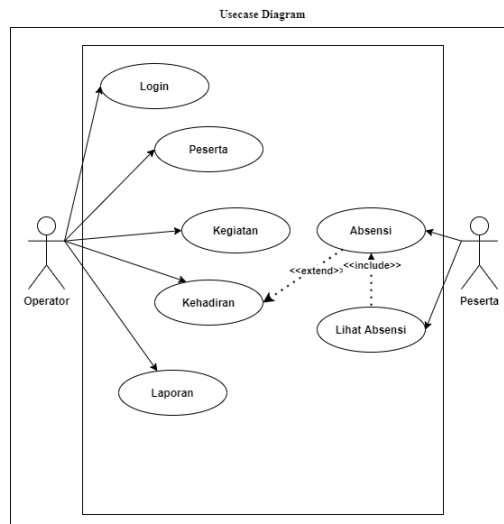 Usecase Diagram
Login
Peserta
Kegiatan
Absensi
<<extend>>
<<include>>
Operator
Kehadiran
Peserta
Lihat Absensi
Laporan